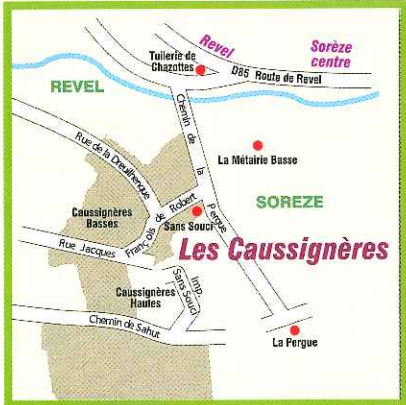 Revel
Sorèze
centre
Tuilerie de
Chazottes
D85 Route de Revel
REVEL
Chemin de la Pergue
Rue de la Dreuilhenque
La Métairie Basse
Caussignères
Basses
Rue Jacques François de Robert
Sans Souci
SOREZE
Les Caussignères
Imp.
Sans Souci
Caussignères
Hautes
Chemin de Sahut
La Pergue